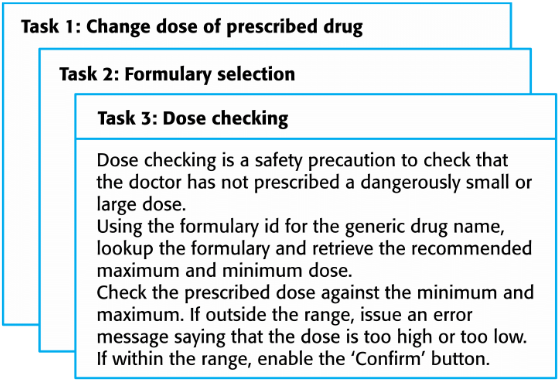 Task 1: Change dose of prescribed drug
Task 2: Formulary selection
Task 3: Dose checking
Dose checking is a safety precaution to check that
the doctor has not prescribed a dangerously small or
large dose.
Using the formulary id for the generic drug name,
lookup the formulary and retrieve the recommended
maximum and minimum dose.
Check the prescribed dose against the minimum and
maximum. If outside the range, issue an error
message saying that the dose is too high or too low.
If within the range, enable the ‘Confirm’ button.